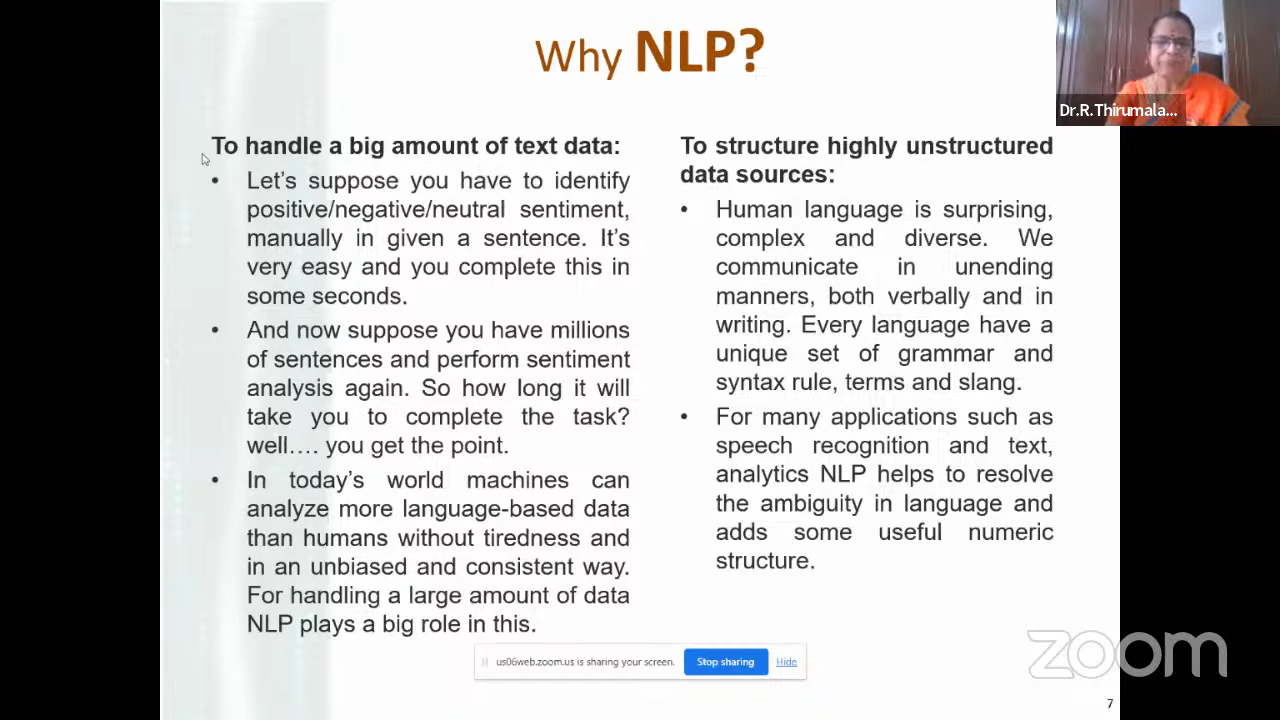 Why NLP?
Dr.R.Thirumala...
To handle a big amount of text data:
• Let's suppose you have to identify
positive/negative/neutral sentiment,
manually in given a sentence. It's
very easy and you complete this in
some seconds.
• And now suppose you have millions
of sentences and perform sentiment
analysis again. So how long it will
take you to complete the task?
well…. you get the point.
• In today's world machines can
analyze more language-based data
than humans without tiredness and
in an unbiased and consistent way.
For handling a large amount of data
NLP plays a big role in this.
To structure highly unstructured
data sources:
• Human language is surprising,
complex and diverse. We
communicate in unending
manners, both verbally and in
writing. Every language have a
unique set of grammar and
syntax rule, terms and slang.
• For many applications such as
speech recognition and text,
analytics NLP helps to resolve
the ambiguity in language and
adds some useful numeric
structure.
us06web.zoom.us is sharing your screen. Stop sharing Hide
zoom
7